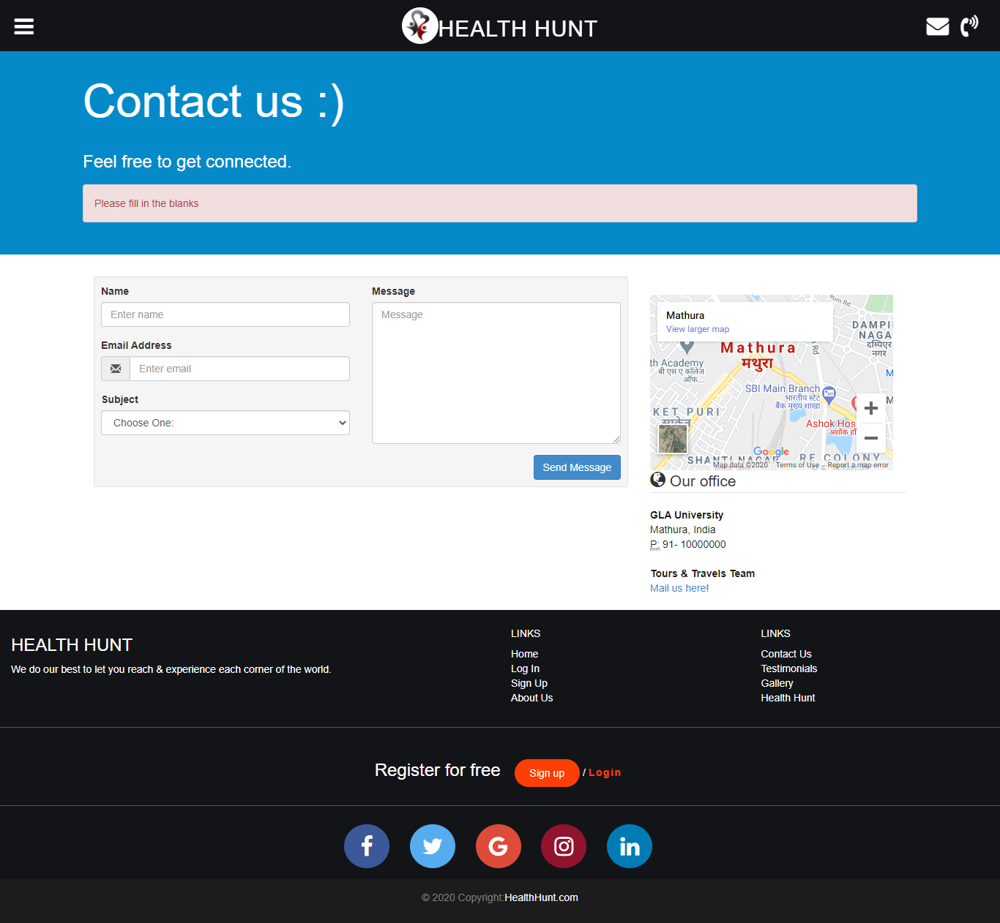 HEALTH HUNT
Contact us :)
Feel free to get connected.
Please fill in the blanks
Name
Enter name
Email Address
Enter email
Subject
Choose One:
Message
Message
Send Message
Mathura
View larger map
eum Rd
DAMPI
NAGA
दम्पिएर
नगर
Rd
Mathura
मथुरा
th Academy
बी एस ए कॉलेज
ऑफ...
M
SBI Main Branch
भारतीय स्टेट
बैंक मुख्य शाखा
M
KET PURI
साकेत
Ashok Hos
अशोक हॉ
Google
SHANTI NAGAR
RE COLONY
Map data ©2020
Terms of Use
Report a map error
Our office
GLA University
Mathura, India
P: 91- 10000000
Tours & Travels Team
Mail us here!
HEALTH HUNT
We do our best to let you reach & experience each corner of the world.
LINKS
Home
Log In
Sign Up
About Us
LINKS
Contact Us
Testimonials
Gallery
Health Hunt
Register for free
Sign up / Login
© 2020 Copyright:HealthHunt.com